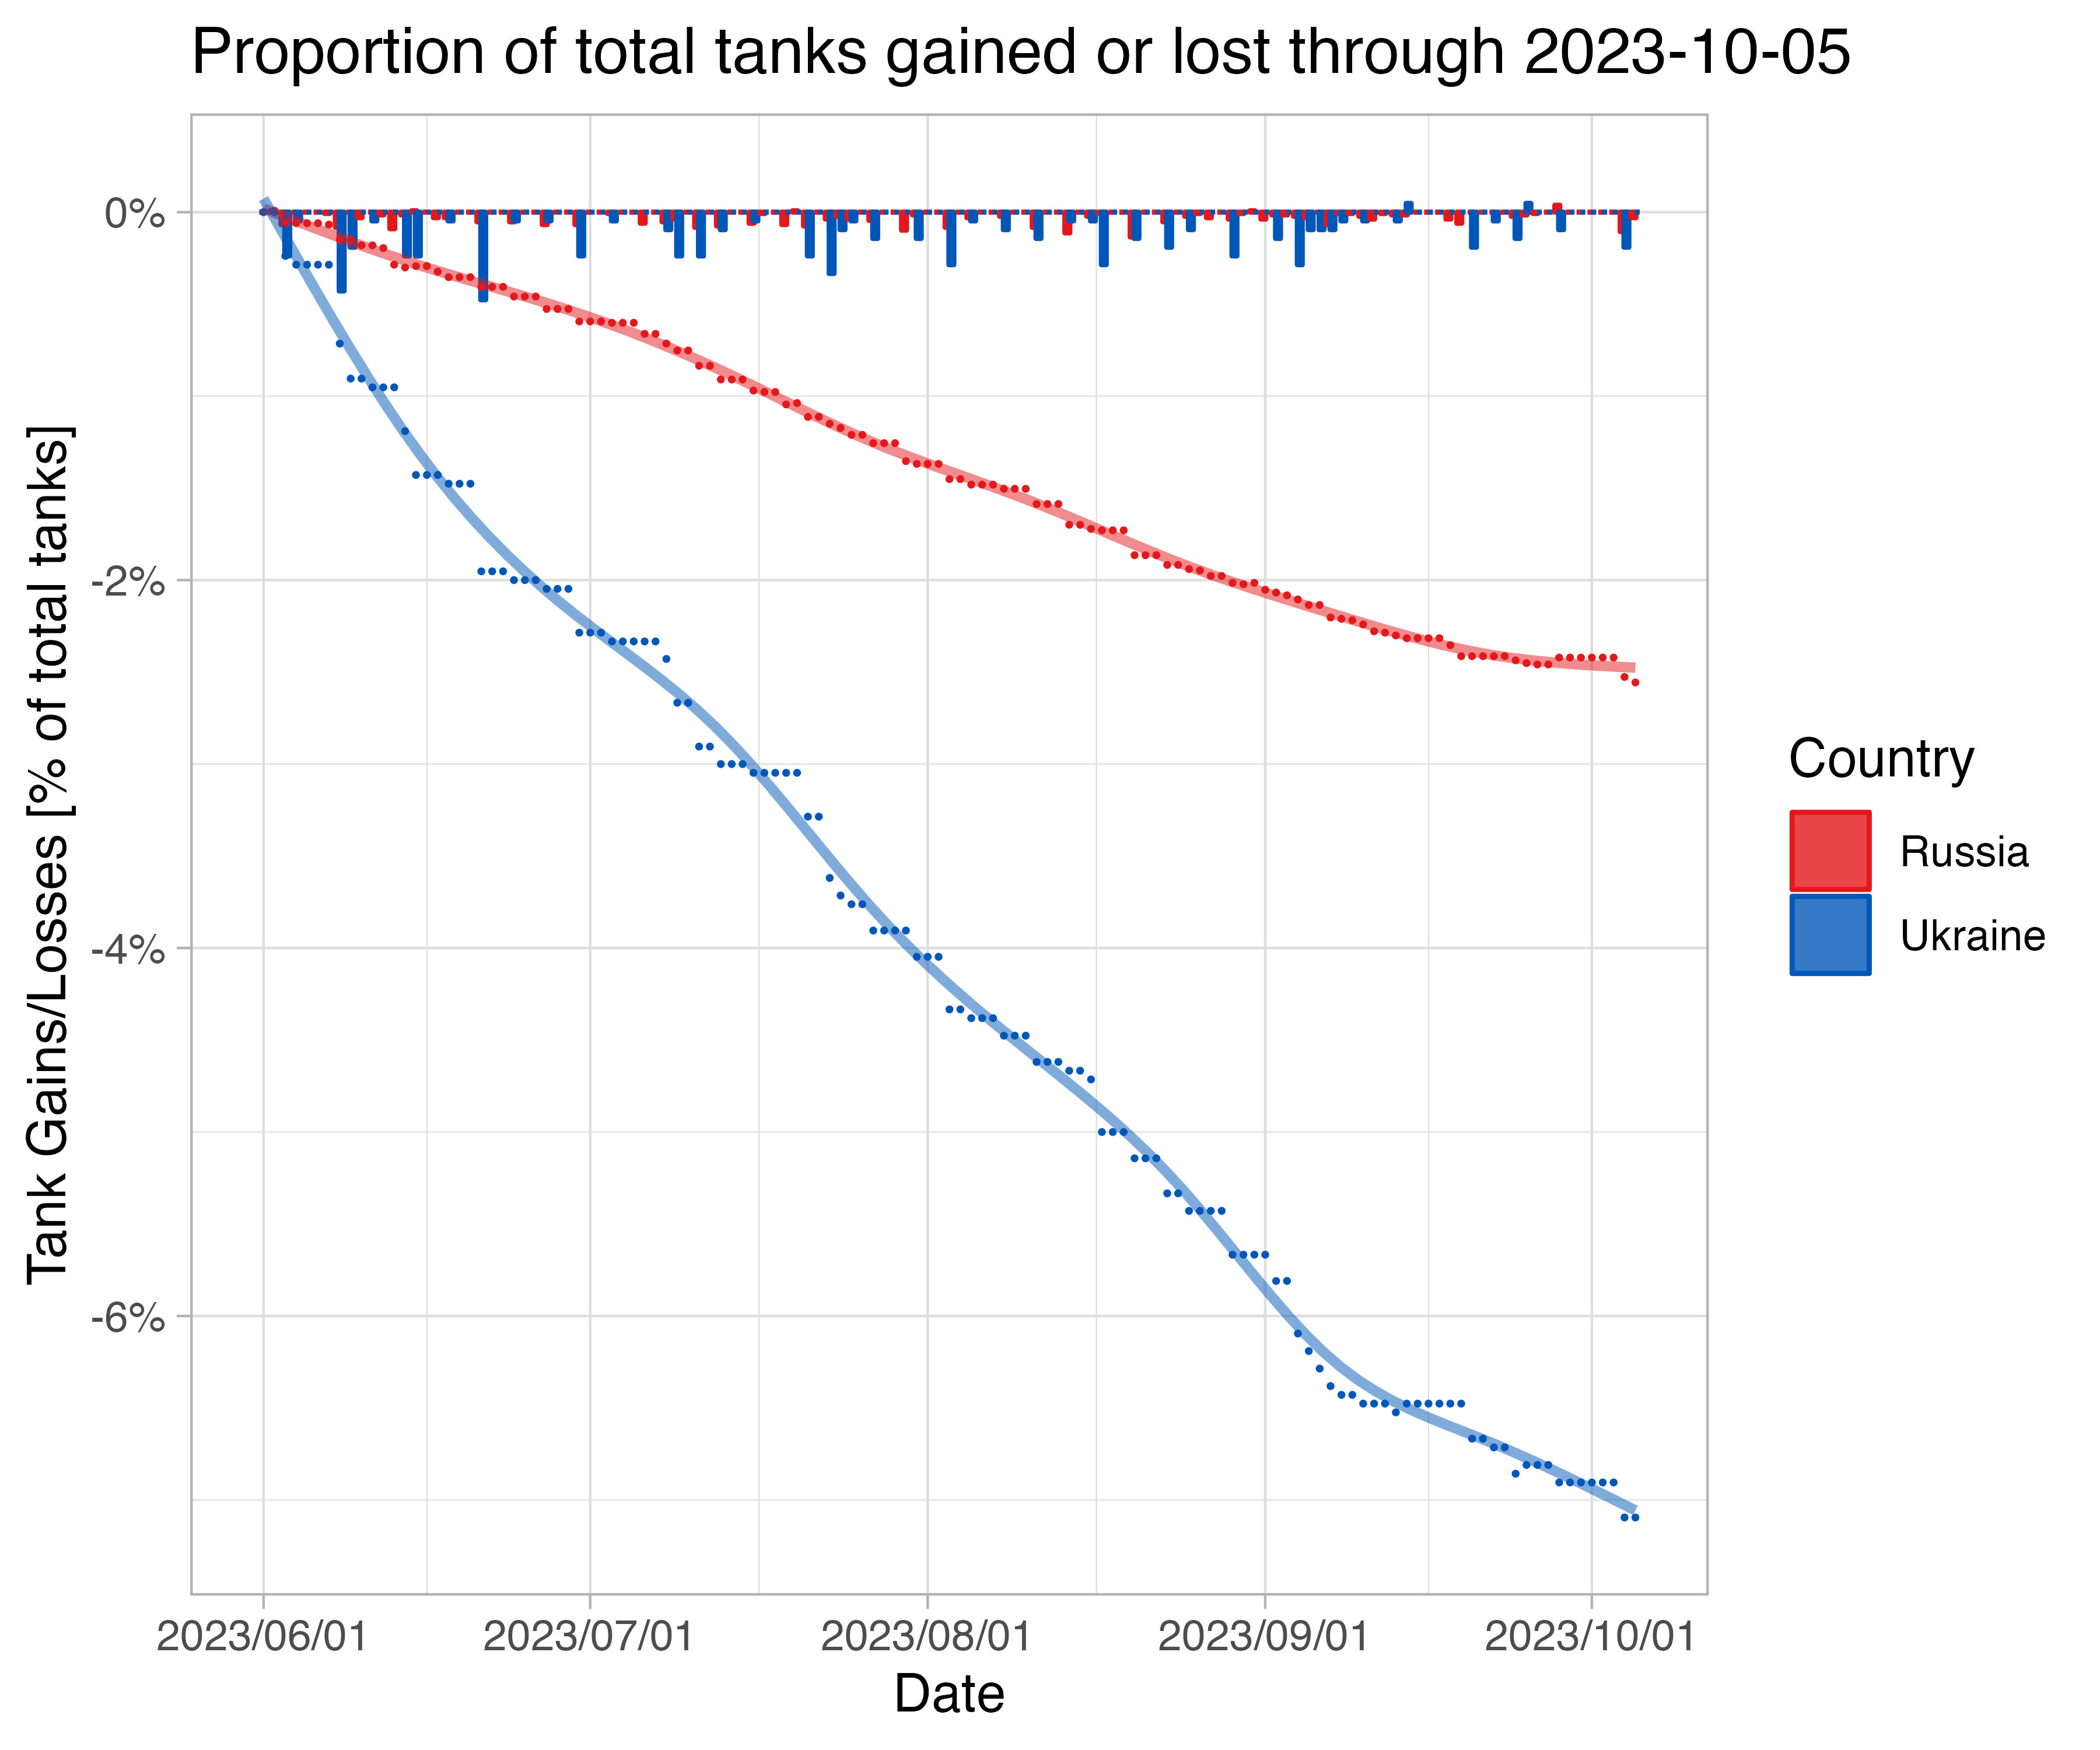 Proportion of total tanks gained or lost through 2023-10-05
Tank Gains/Losses [% of total tanks]
0%
-2%
-4%
-6%
2023/06/01 2023/07/01 2023/08/01 2023/09/01 2023/10/01
Date
Country
Russia
Ukraine